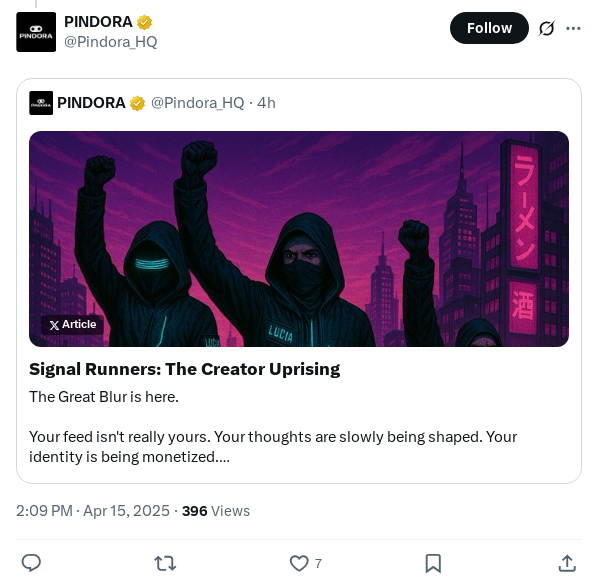 PINDORA
@Pindora_HQ
Follow
PINDORA
PINDORA
PINDORA @Pindora_HQ · 4h
ラーメン
酒
LUCIA
Article
Signal Runners: The Creator Uprising
The Great Blur is here.
Your feed isn't really yours. Your thoughts are slowly being shaped. Your
identity is being monetized....
2:09 PM · Apr 15, 2025 · 396 Views
7